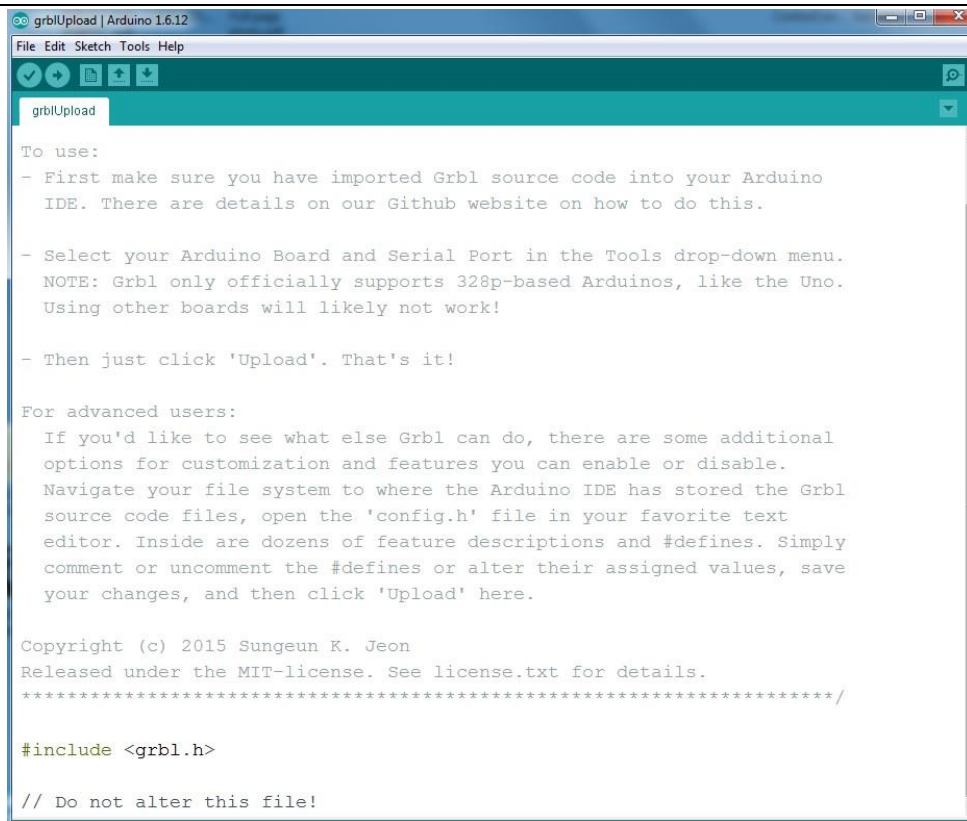 grblUpload | Arduino 1.6.12
File Edit Sketch Tools Help
grblUpload
To use:
- First make sure you have imported Grbl source code into your Arduino
IDE. There are details on our Github website on how to do this.
- Select your Arduino Board and Serial Port in the Tools drop-down menu.
NOTE: Grbl only officially supports 328p-based Arduinos, like the Uno.
Using other boards will likely not work!
- Then just click 'Upload'. That's it!
For advanced users:
If you'd like to see what else Grbl can do, there are some additional
options for customization and features you can enable or disable.
Navigate your file system to where the Arduino IDE has stored the Grbl
source code files, open the 'config.h' file in your favorite text
editor. Inside are dozens of feature descriptions and #defines. Simply
comment or uncomment the #defines or alter their assigned values, save
your changes, and then click 'Upload' here.
Copyright (c) 2015 Sungeun K. Jeon
Released under the MIT-license. See license.txt for details.
************************************************************************/
#include <grbl.h>
// Do not alter this file!